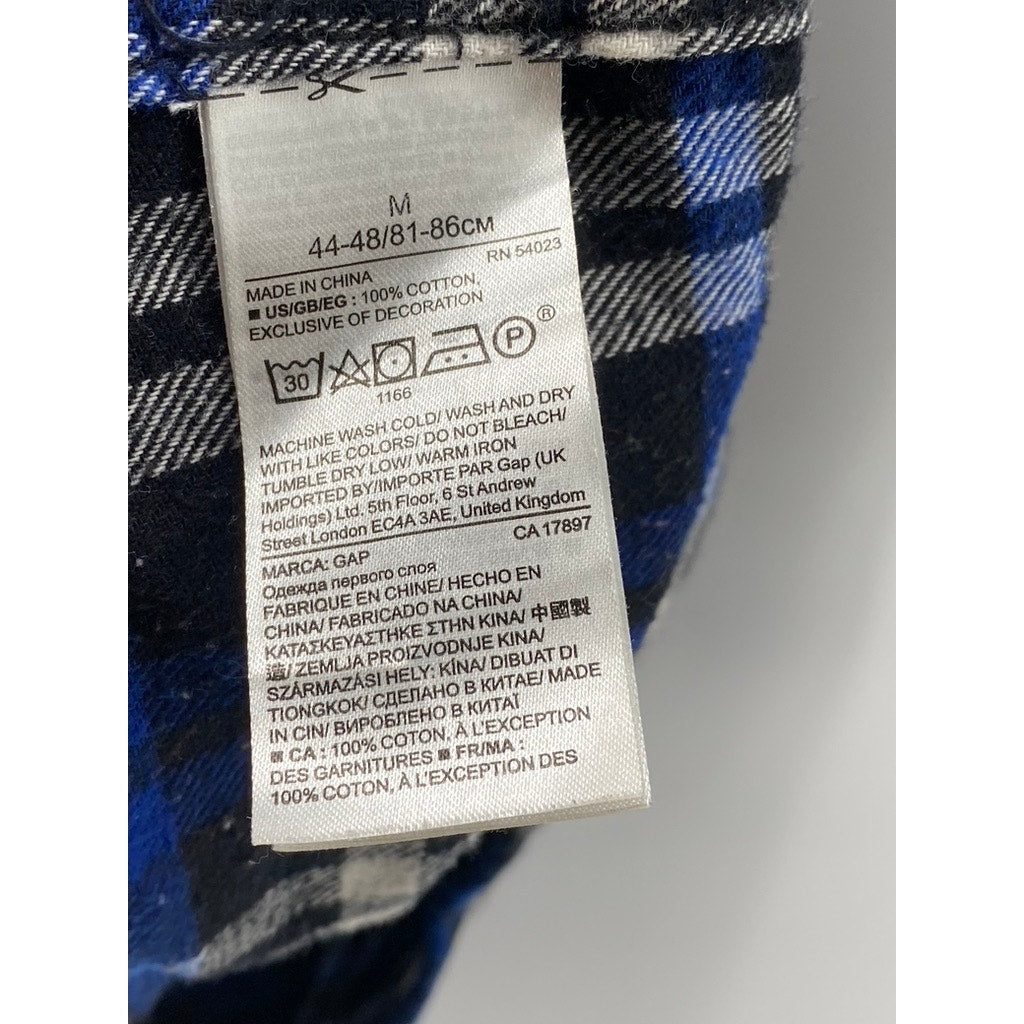 M
44-48/81-86CM
RN 54023
MADE IN CHINA
■ US/GB/EG : 100% COTTON,
EXCLUSIVE OF DECORATION
30 P ®
1166
MACHINE WASH COLD/ WASH AND DRY
WITH LIKE COLORS/ DO NOT BLEACH/
TUMBLE DRY LOW/ WARM IRON
IMPORTED BY/IMPORTE PAR Gap (UK
Holdings) Ltd. 5th Floor, 6 St Andrew
Street London EC4A 3AE, United Kingdom
CA 17897
MARCA: GAP
Одежда первого слоя
FABRIQUE EN CHINE/ HECHO EN
CHINA/ FABRICADO NA CHINA/
ΚΑΤΑΣΚΕΥΑΣΤΗΚΕ ΣΤΗΝ ΚΙΝΑ/ 中國製
造/ ZEMLJA PROIZVODNJE KINA/
SZÁRMAZÁSI HELY: KÍNA/ DIBUAT DI
TIONGKOK/ СДЕЛАНО В КИТАЕ/ MADE
IN CIN/ ВИРОБЛЕНО В КИТАЇ
■ CA : 100% COTON, À L'EXCEPTION
DES GARNITURES ■ FR/MA :
100% COTON, À L'EXCEPTION DES